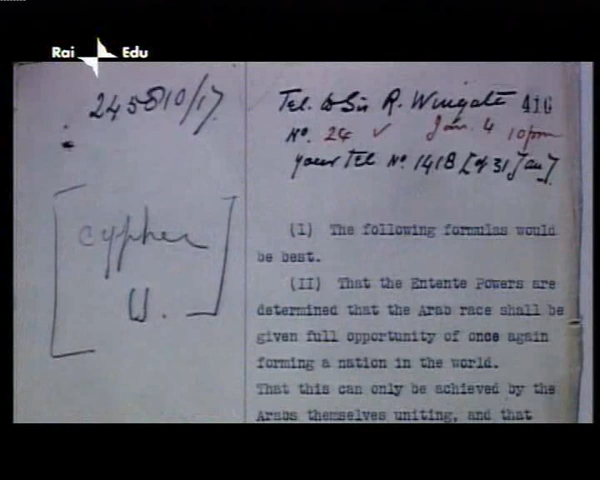 Rai Edu
245810/17
Tel. to Sir R. Wingate 416
No. 24 Jan. 4 10pm
your Tel No. 1418 [of 31 Jan].
[cypher
W.]
(I) The following formulas would
be best.
(II) That the Entente Powers are
determined that the Arab race shall be
given full opportunity of once again
forming a nation in the world.
That this can only be achieved by the
Arabs themselves uniting, and that